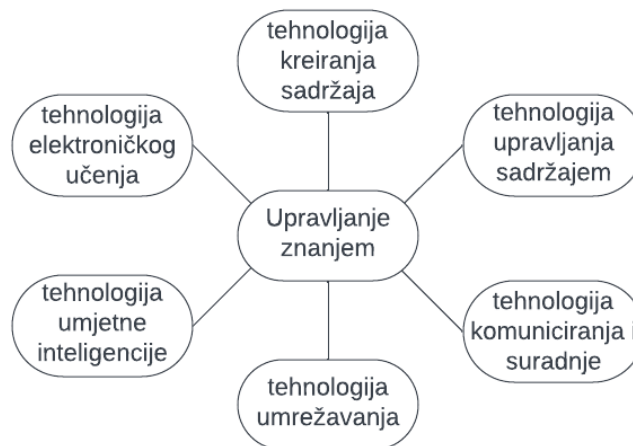 tehnologija
kreiranja
sadržaja
tehnologija
elektroničkog
učenja
tehnologija
upravljanja
sadržajem
Upravljanje
znanjem
tehnologija
umjetne
inteligencije
tehnologija
komuniciranja i
suradnje
tehnologija
umrežavanja